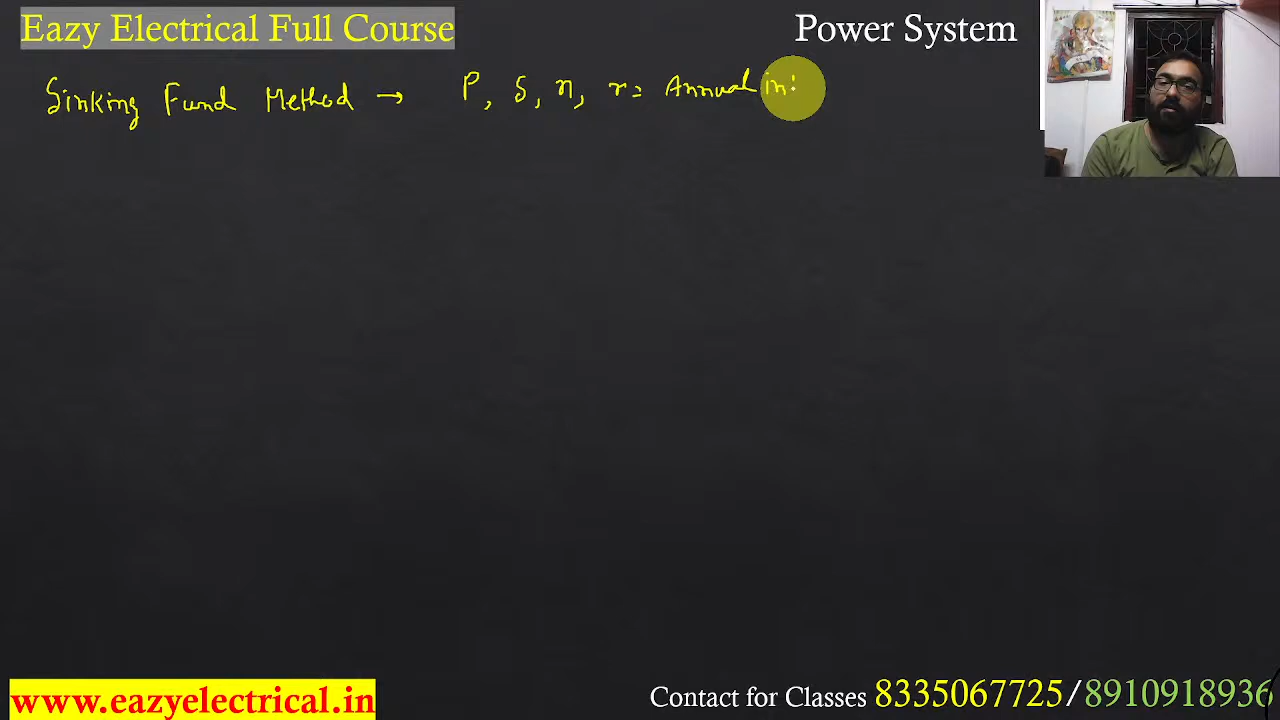 Eazy Electrical Full Course
Power System
Sinking Fund Method → P, S, n, r = Annual in
www.eazyelectrical.in
Contact for Classes 8335067725/8910918936